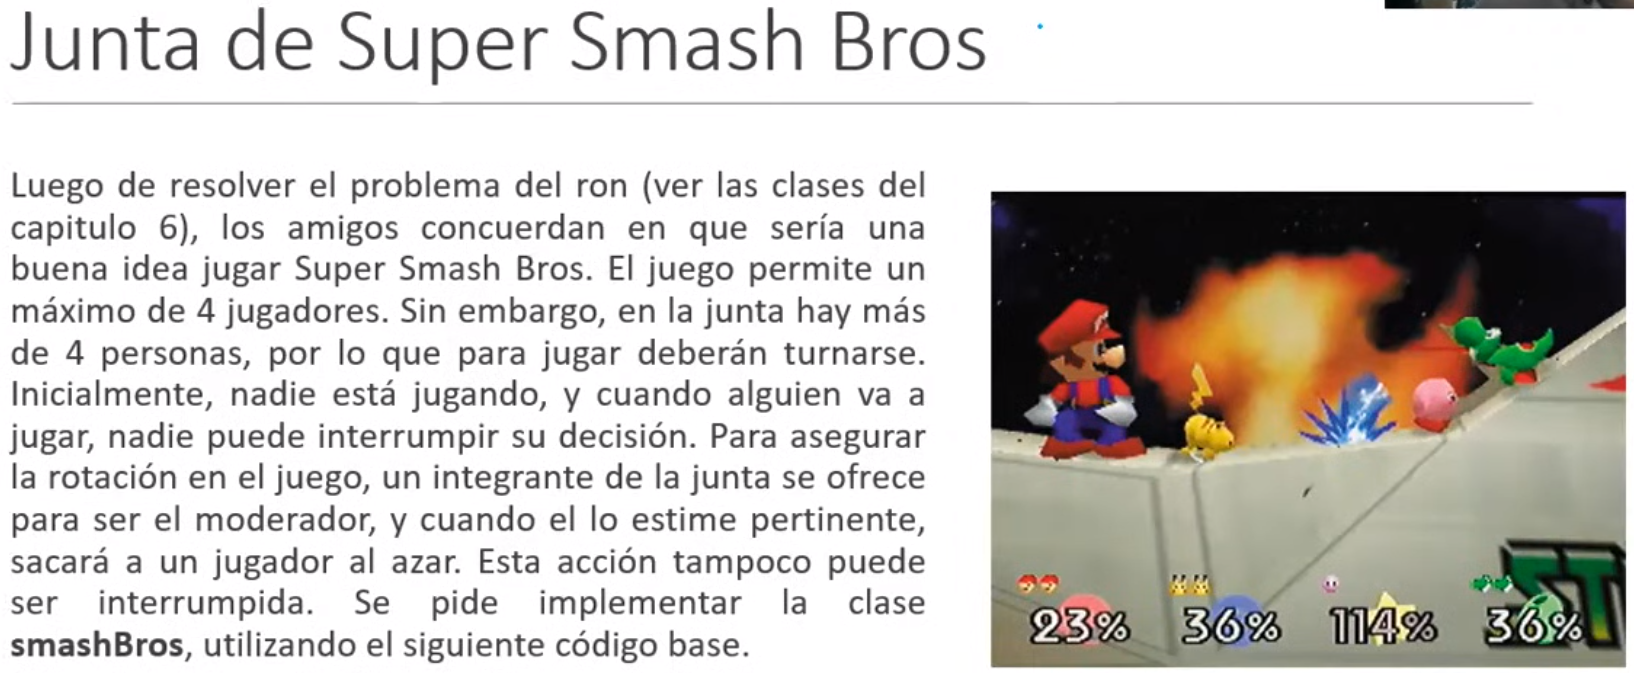 Junta de Super Smash Bros
Luego de resolver el problema del ron (ver las clases del
capitulo 6), los amigos concuerdan en que sería una
buena idea jugar Super Smash Bros. El juego permite un
máximo de 4 jugadores. Sin embargo, en la junta hay más
de 4 personas, por lo que para jugar deberán turnarse.
Inicialmente, nadie está jugando, y cuando alguien va a
jugar, nadie puede interrumpir su decisión. Para asegurar
la rotación en el juego, un integrante de la junta se ofrece
para ser el moderador, y cuando el lo estime pertinente,
sacará a un jugador al azar. Esta acción tampoco puede
ser interrumpida. Se pide implementar la clase
smashBros, utilizando el siguiente código base.
23% 36% 114% 36%